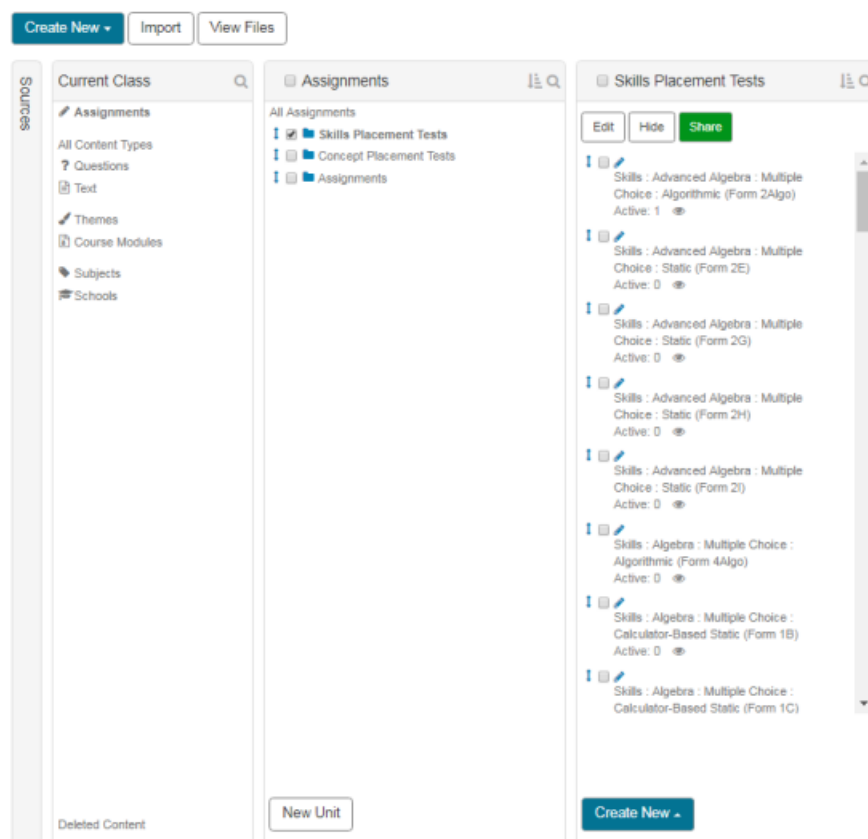 Create New
Import
View Files
Sources
Current Class
Assignments
All Content Types
? Questions
Text
Themes
Course Modules
Subjects
Schools
Deleted Content
Assignments
All Assignments
Skills Placement Tests
Concept Placement Tests
Assignments
New Unit
Skills Placement Tests
Edit
Hide
Share
Skills : Advanced Algebra : Multiple
Choice : Algorithmic (Form 2Algo)
Active: 1
Skills : Advanced Algebra : Multiple
Choice : Static (Form 2E)
Active: 0
Skills : Advanced Algebra : Multiple
Choice : Static (Form 2G)
Active: 0
Skills : Advanced Algebra : Multiple
Choice : Static (Form 2H)
Active: 0
Skills : Advanced Algebra : Multiple
Choice : Static (Form 2I)
Active: 0
Skills : Algebra : Multiple Choice :
Algorithmic (Form 4Algo)
Active: 0
Skills : Algebra : Multiple Choice :
Calculator-Based Static (Form 1B)
Active: 0
Skills : Algebra : Multiple Choice :
Calculator-Based Static (Form 1C)
Create New